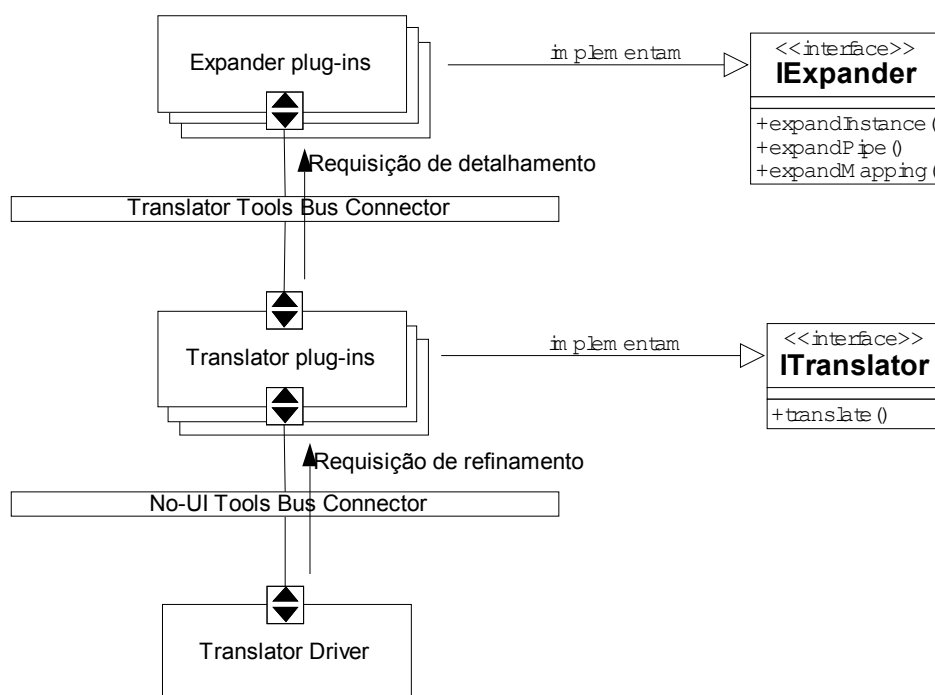 Expander plug-ins
implementam
<<interface>>
IExpander
+expandInstance(
+expandPipe()
+expandMapping(
Requisição de detalhamento
Translator Tools Bus Connector
Translator plug-ins
implementam
<<interface>>
ITranslator
+translate()
Requisição de refinamento
No-UI Tools Bus Connector
Translator Driver